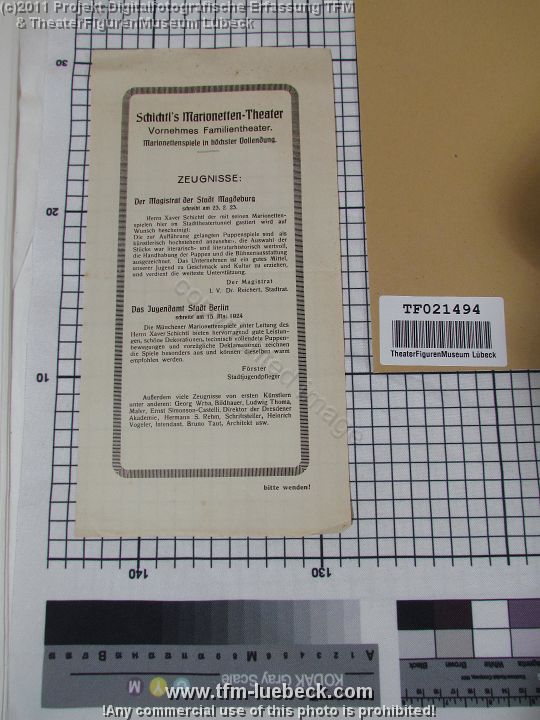 (c)2011 Projekt Digitalfotografische Erfassung TFM
& TheaterFigurenMuseum Lübeck
Schichtl's Marionetten-Theater
Vornehmes Familientheater.
Marionettenspiele in höchster Vollendung.
ZEUGNISSE:
Der Magistrat der Stadt Magdeburg
schreibt am 23. 2. 23.
Herrn Xaver Schichtl der mit seinen Marionetten-
spielen hier im Stadttheatertunnel gastiert wird auf
Wunsch bescheinigt:
Die zur Aufführung gelangten Puppenspiele sind als
künstlerisch hochstehend anzusehen, die Auswahl der
Stücke war literarisch- und literaturhistorisch wertvoll,
die Handhabung der Puppen und die Bühnenausstattung
ausgezeichnet. Das Unternehmen ist ein gutes Mittel,
unserer Jugend zu Geschmack und Kultur zu erziehen,
und verdient die weiteste Unterstützung.
Der Magistrat
I. V. Dr. Reichert, Stadtrat.
Das Jugendamt Stadt Berlin
schreibt am 15. Mai 1924
Die Münchener Marionettenspiele unter Leitung des
Herrn Xaver Schichtl bieten hervorragend gute Leistun-
gen, schöne Dekorationen, technisch vollendete Puppen-
bewegungen und vorzügliche Deklamationen zeichnen
die Spiele besonders aus und können dieselben warm
empfohlen werden.
Förster
Stadtjugendpfleger
Außerdem viele Zeugnisse von ersten Künstlern
unter anderen: Georg Wrba, Bildhauer, Ludwig Thoma,
Maler, Ernst Simonson-Castelli, Direktor der Dresdener
Akademie, Hermann S. Rehm, Schriftsteller, Heinrich
Vogeler, Intendant. Bruno Taut, Architekt usw.
bitte wenden!
TF021494
TheaterFigurenMuseum Lübeck
30
20
10
140
130
KODAK Gray Scale
www.tfm-luebeck.com
!Any commercial use of this photo is prohibited!